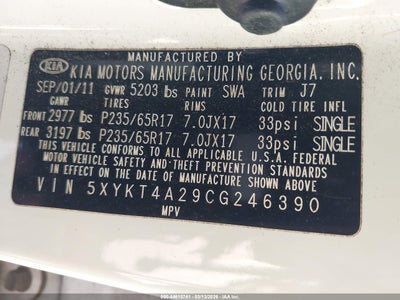 MANUFACTURED BY
KIA KIA MOTORS MANUFACTURING GEORGIA, INC.
SEP/01/11 GVWR 5203 lbs PAINT SWA TRIM J7
GAWR TIRES RIMS COLD TIRE INFL
FRONT 2977 lbs P235/65R17 7.0JX17 33psi SINGLE
REAR 3197 lbs P235/65R17 7.0JX17 33psi SINGLE
THIS VEHICLE CONFORMS TO ALL APPLICABLE U.S.A. FEDERAL
MOTOR VEHICLE SAFETY AND THEFT PREVENTION STANDARDS
IN EFFECT ON THE DATE OF MANUFACTURE SHOWN ABOVE.
VIN 5XYKT4A29CG246390
MPV